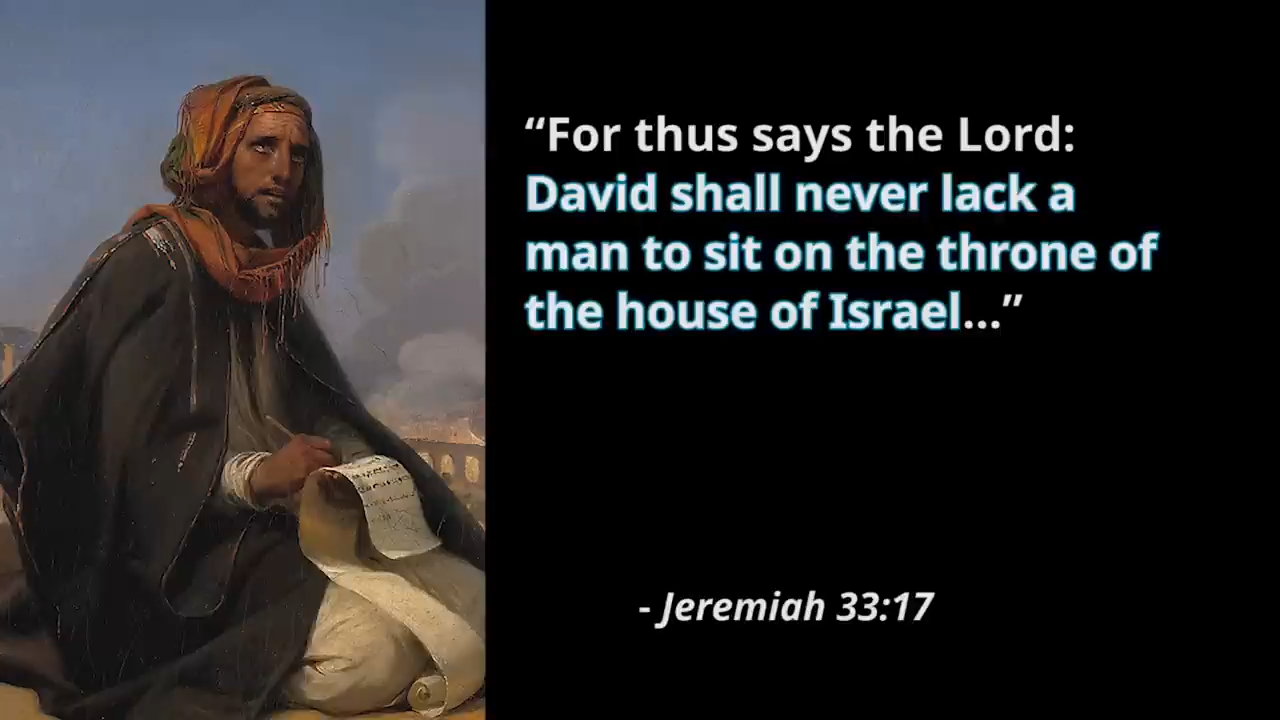 “For thus says the Lord:
David shall never lack a
man to sit on the throne of
the house of Israel...”
- Jeremiah 33:17